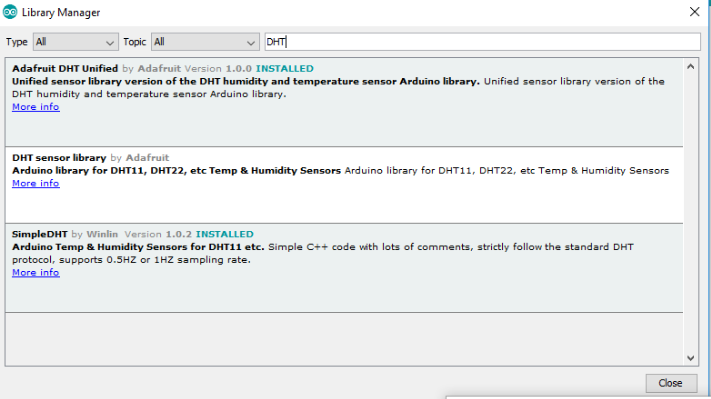 Library Manager
Type All Topic All DHT
Adafruit DHT Unified by Adafruit Version 1.0.0 INSTALLED
Unified sensor library version of the DHT humidity and temperature sensor Arduino library. Unified sensor library version of the
DHT humidity and temperature sensor Arduino library.
More info
DHT sensor library by Adafruit
Arduino library for DHT11, DHT22, etc Temp & Humidity Sensors Arduino library for DHT11, DHT22, etc Temp & Humidity Sensors
More info
SimpleDHT by Winlin Version 1.0.2 INSTALLED
Arduino Temp & Humidity Sensors for DHT11 etc. Simple C++ code with lots of comments, strictly follow the standard DHT
protocol, supports 0.5HZ or 1HZ sampling rate.
More info
Close